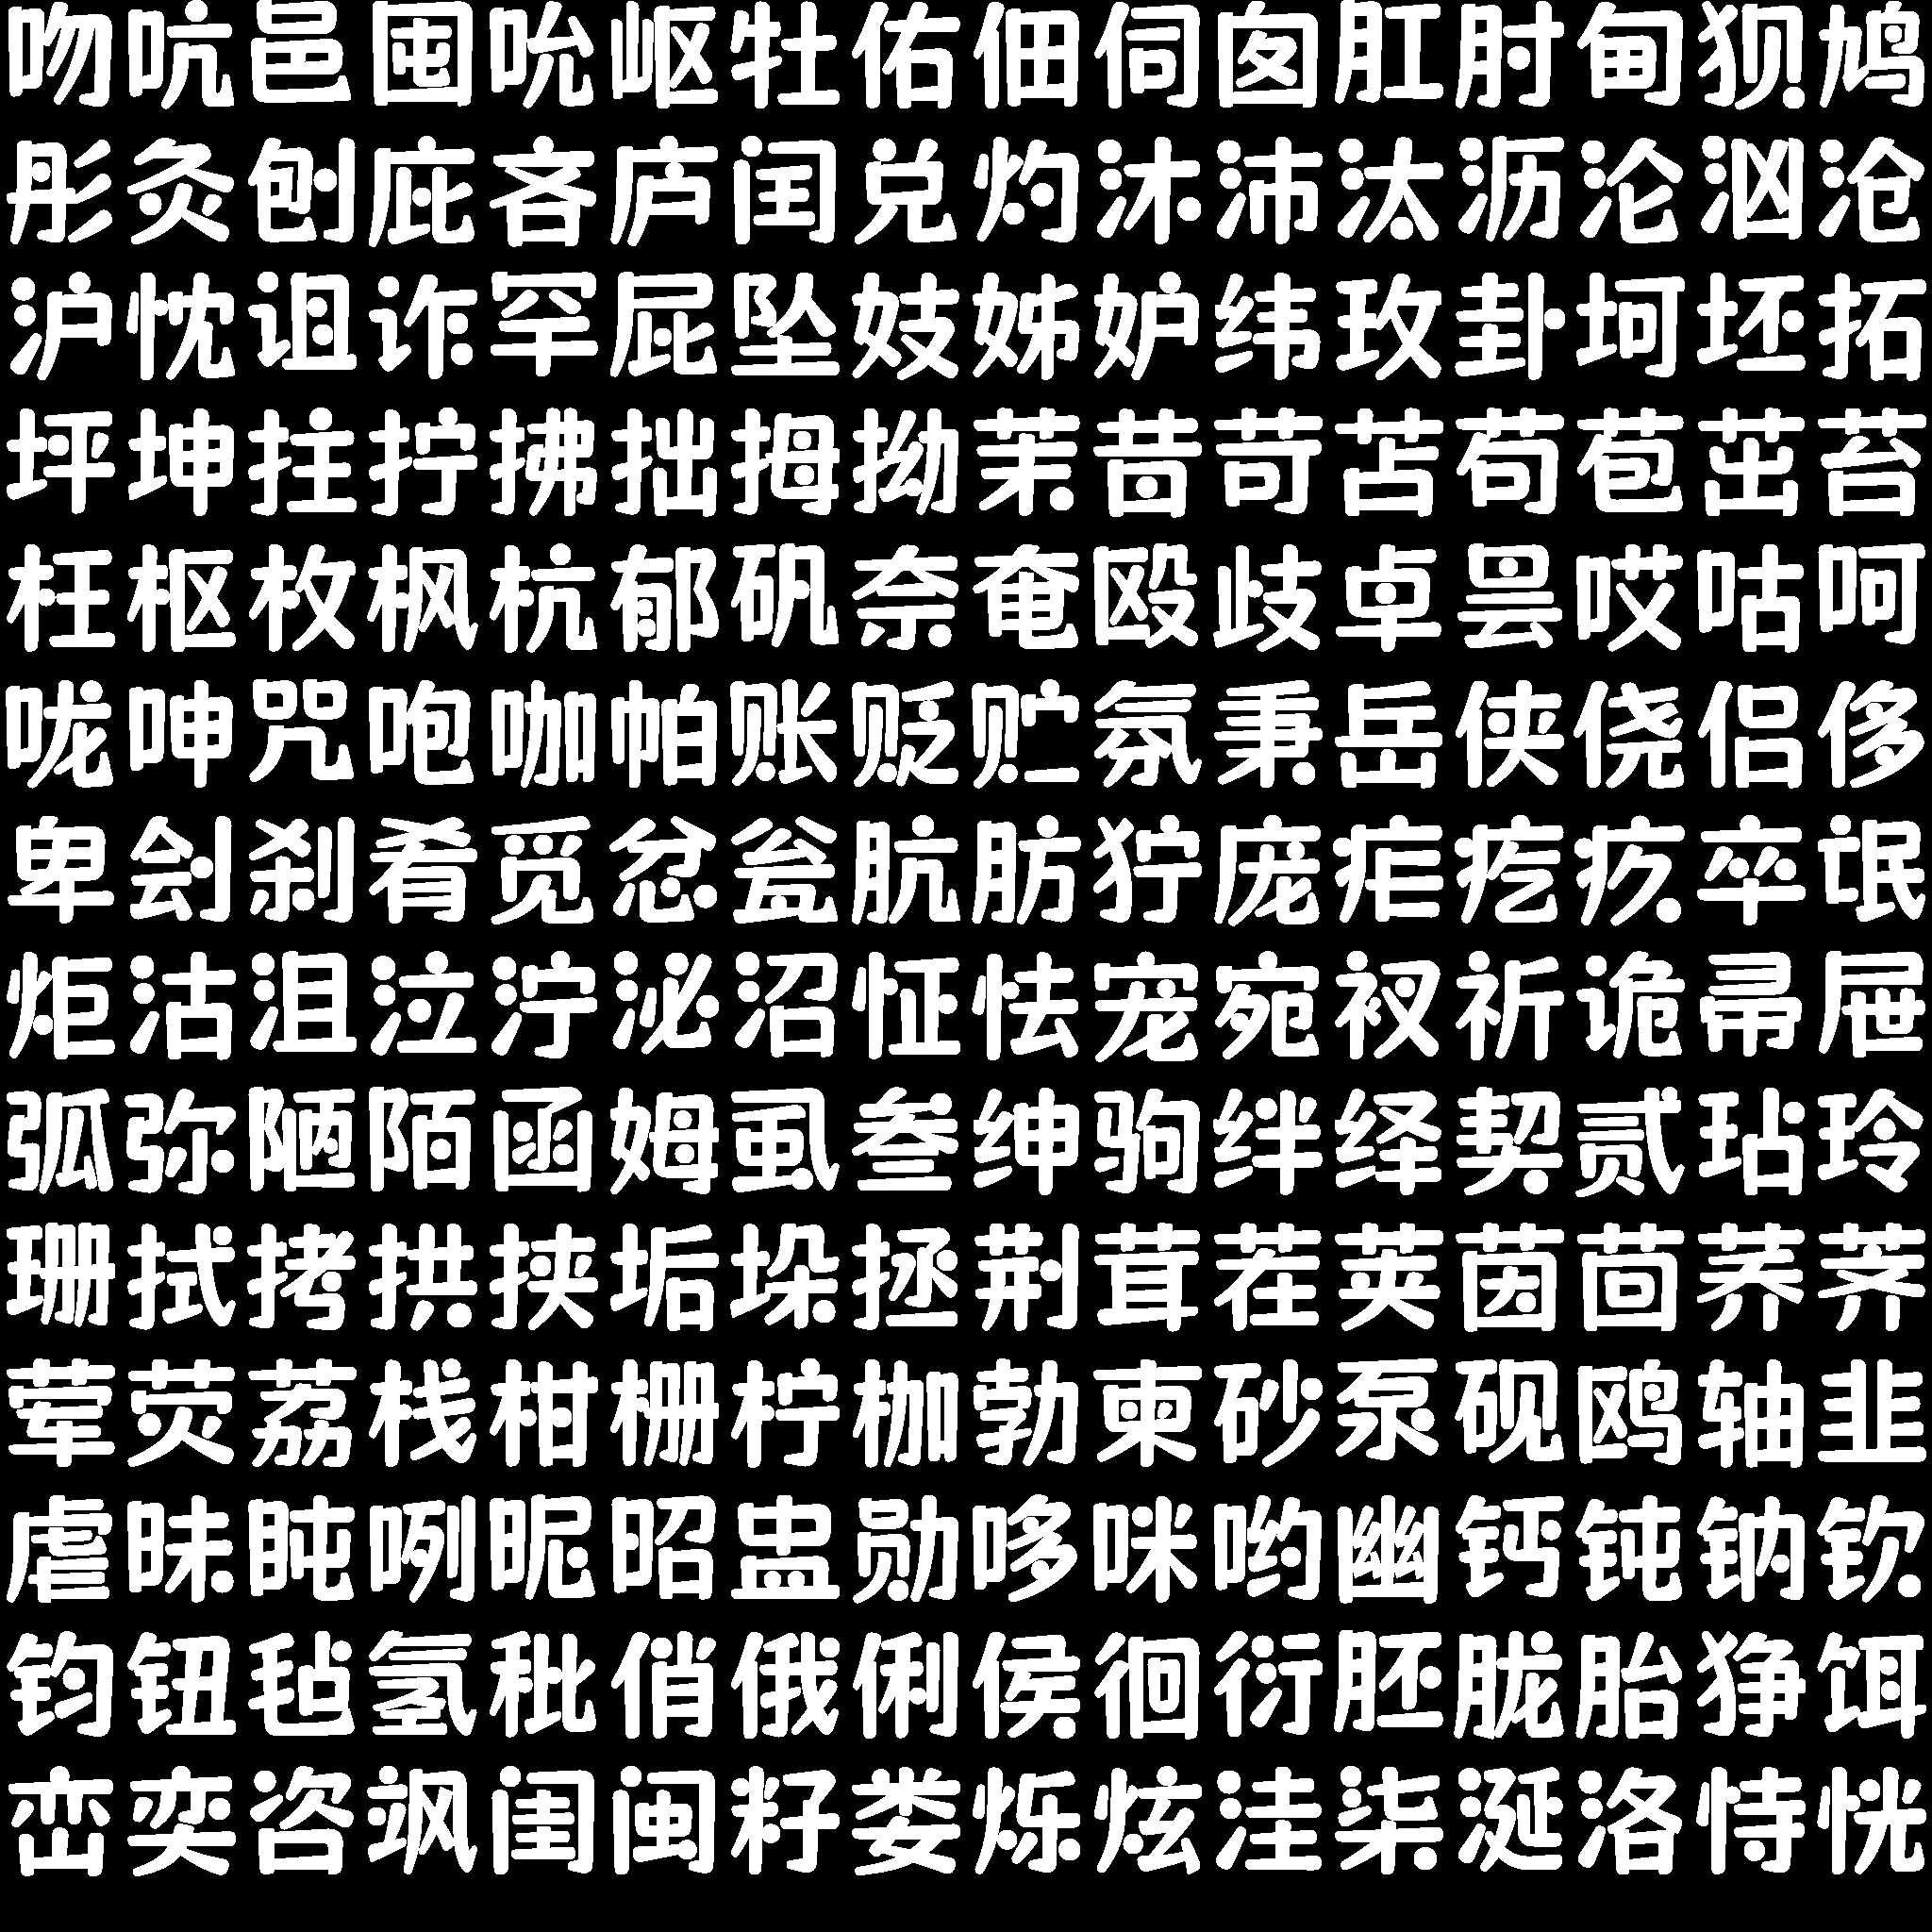 吻吭邑囤吮岖牡佑佃伺囱肛肘甸狈鸠
彤灸刨庇吝庐闰兑灼沐沛汰沥沦汹沧
沪忱诅诈罕屁坠妓姊妒纬玫卦坷坯拓
坪坤拄拧拂拙拇拗茉昔苛苫苟苞茁苔
枉枢枚枫杭郁矾奈奄殴歧卓昙哎咕呵
咙呻咒咆咖帕账贬贮氛秉岳侠侥侣侈
卑刽刹肴觅忿瓮肮肪狞庞疟疙疚卒氓
炬沽沮泣泞泌沼怔怯宠宛衩祈诡帚屉
弧弥陋陌函姆虱叁绅驹绊绎契贰玷玲
珊拭拷拱挟垢垛拯荆茸茬荚茵茴荞荠
荤荧荔栈柑栅柠枷勃柬砂泵砚鸥轴韭
虐昧盹咧昵昭盅勋哆咪哟幽钙钝钠钦
钧钮毡氢秕俏俄俐侯徊衍胚胧胎狰饵
峦奕咨飒闺闽籽娄烁炫洼柒涎洛恃恍